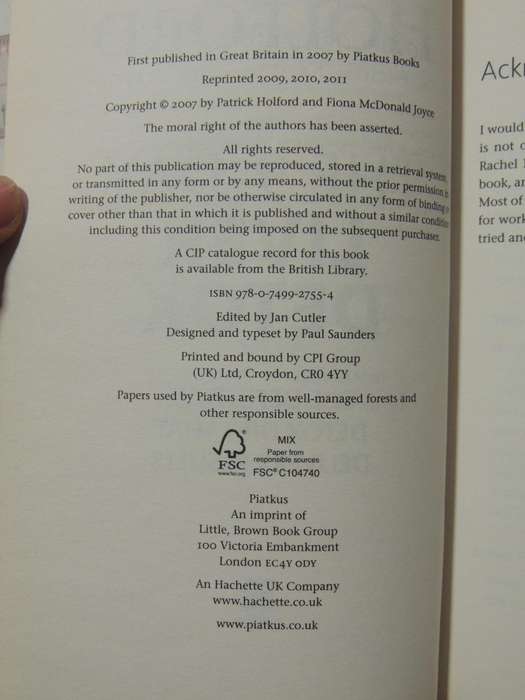 First published in Great Britain in 2007 by Piatkus Books
Reprinted 2009, 2010, 2011
Copyright © 2007 by Patrick Holford and Fiona McDonald Joyce
The moral right of the authors has been asserted.
All rights reserved.
No part of this publication may be reproduced, stored in a retrieval system,
or transmitted in any form or by any means, without the prior permission in
writing of the publisher, nor be otherwise circulated in any form of binding or
cover other than that in which it is published and without a similar condition
including this condition being imposed on the subsequent purchaser.
A CIP catalogue record for this book
is available from the British Library.
ISBN 978-0-7499-2755-4
Edited by Jan Cutler
Designed and typeset by Paul Saunders
Printed and bound by CPI Group
(UK) Ltd, Croydon, CR0 4YY
Papers used by Piatkus are from well-managed forests and
other responsible sources.
FSC®
www.fsc.org
MIX
Paper from
responsible sources
FSC® C104740
Piatkus
An imprint of
Little, Brown Book Group
100 Victoria Embankment
London EC4Y 0DY
An Hachette UK Company
www.hachette.co.uk
www.piatkus.co.uk
I would
is not
Rachel
book,
Most of
for
tried